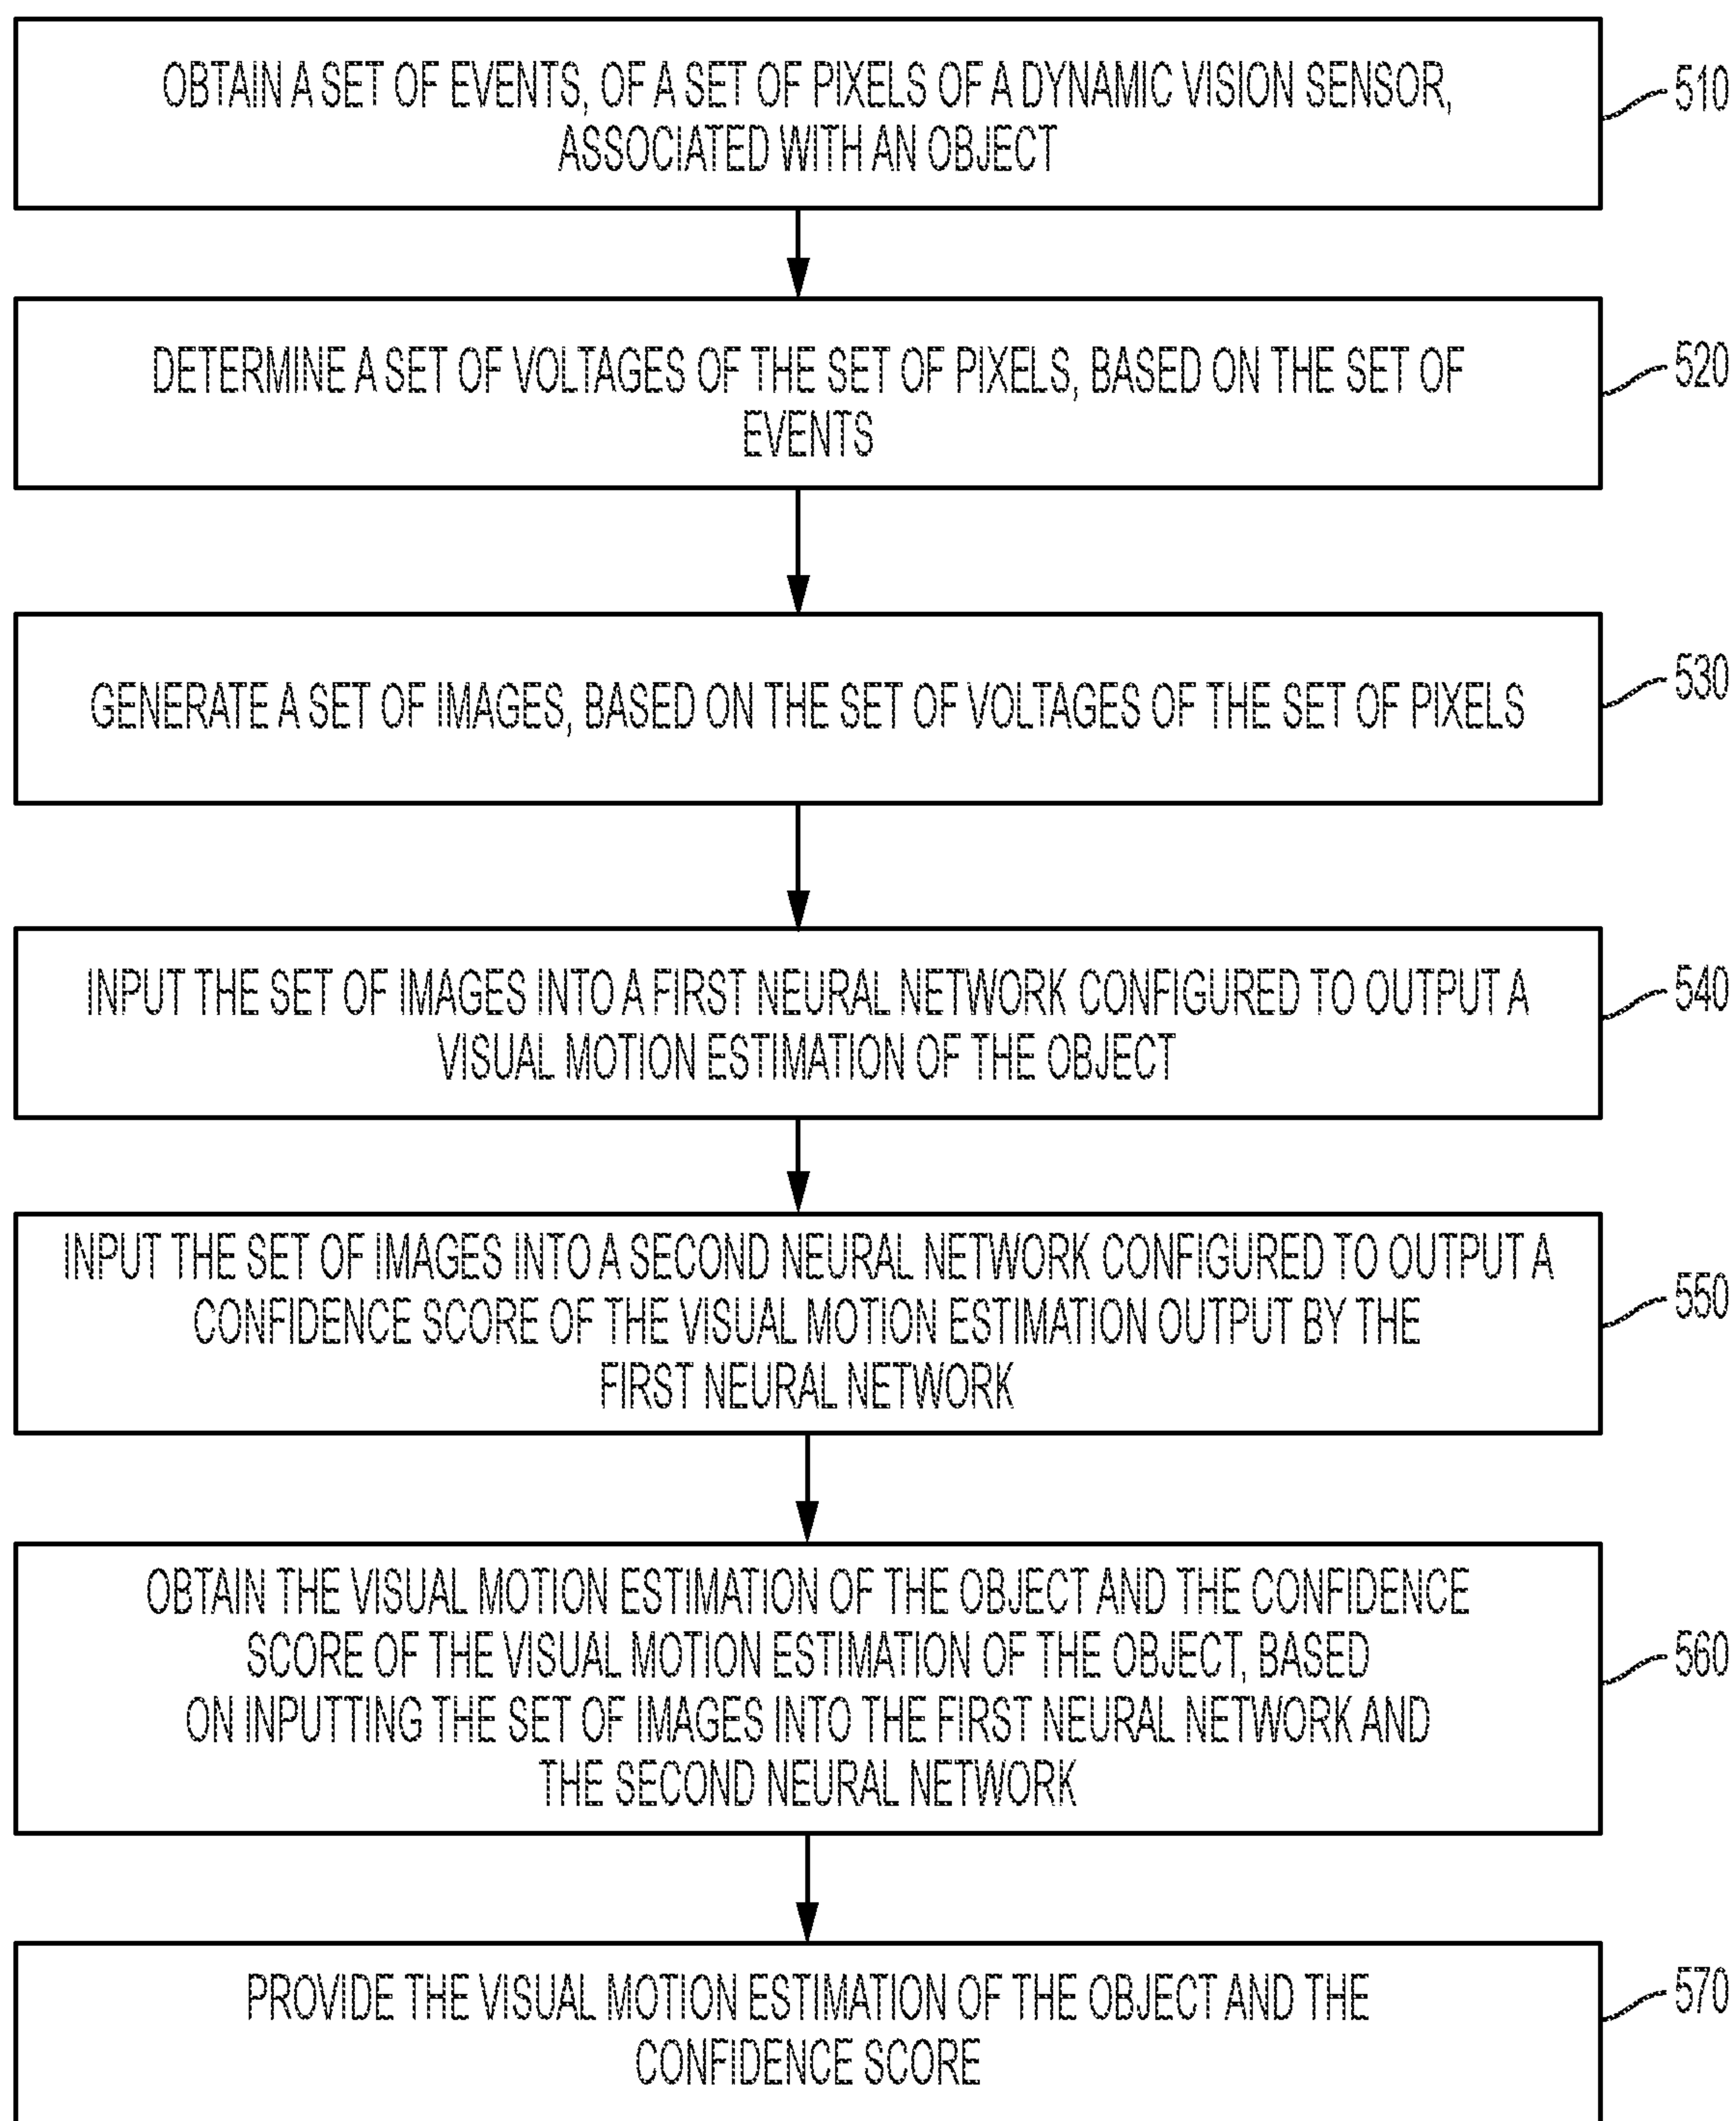 OBTAIN A SET OF EVENTS, OF A SET OF PIXELS OF A DYNAMIC VISION SENSOR,
ASSOCIATED WITH AN OBJECT
510
DETERMINE A SET OF VOLTAGES OF THE SET OF PIXELS, BASED ON THE SET OF
EVENTS
520
GENERATE A SET OF IMAGES, BASED ON THE SET OF VOLTAGES OF THE SET OF PIXELS
530
INPUT THE SET OF IMAGES INTO A FIRST NEURAL NETWORK CONFIGURED TO OUTPUT A
VISUAL MOTION ESTIMATION OF THE OBJECT
540
INPUT THE SET OF IMAGES INTO A SECOND NEURAL NETWORK CONFIGURED TO OUTPUT A
CONFIDENCE SCORE OF THE VISUAL MOTION ESTIMATION OUTPUT BY THE
FIRST NEURAL NETWORK
550
OBTAIN THE VISUAL MOTION ESTIMATION OF THE OBJECT AND THE CONFIDENCE
SCORE OF THE VISUAL MOTION ESTIMATION OF THE OBJECT, BASED
ON INPUTTING THE SET OF IMAGES INTO THE FIRST NEURAL NETWORK AND
THE SECOND NEURAL NETWORK
560
PROVIDE THE VISUAL MOTION ESTIMATION OF THE OBJECT AND THE
CONFIDENCE SCORE
570